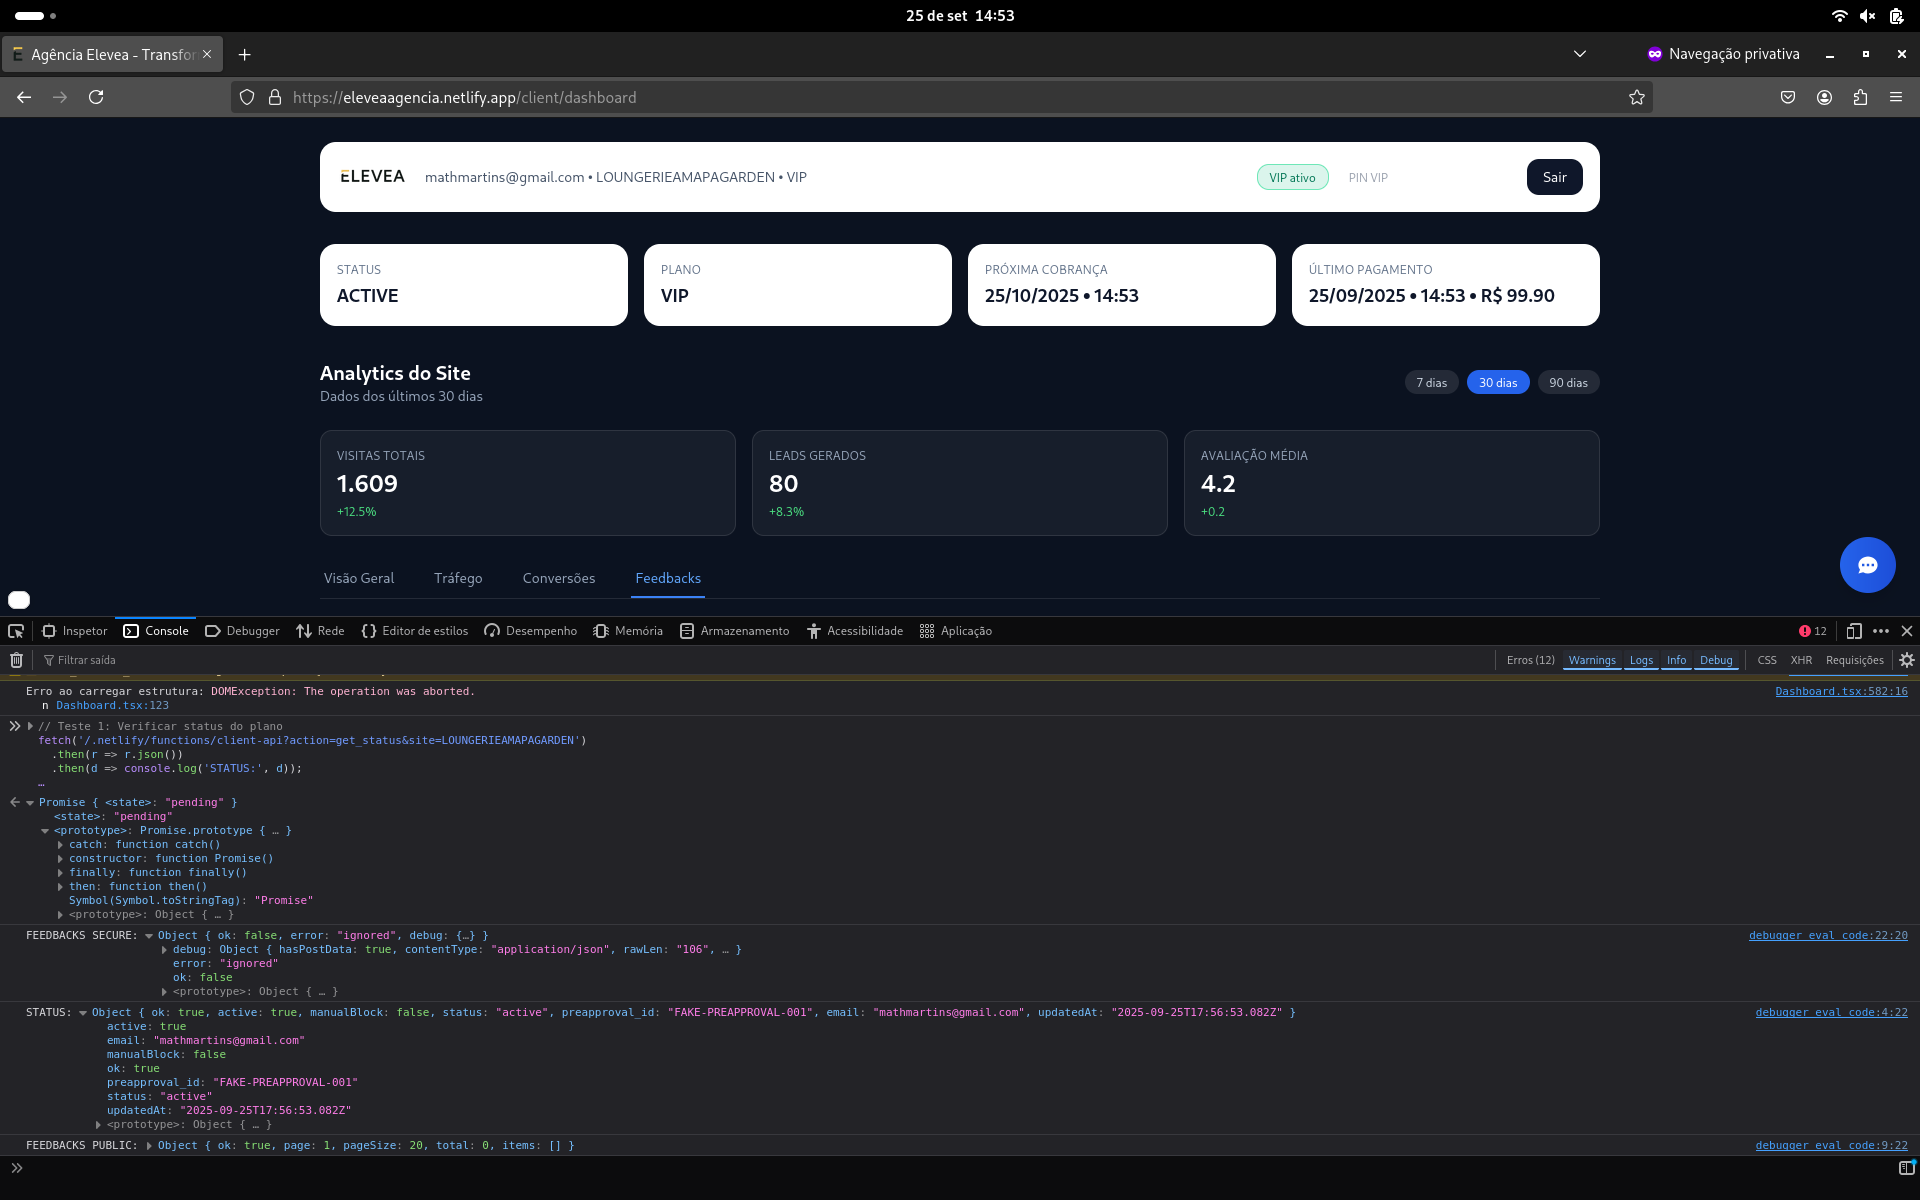 25 de set 14:53
Agência Elevea - Transfor
Navegação privativa
https://eleveaagencia.netlify.app/client/dashboard
ELEVEA
mathmartins@gmail.com • LOUNGERIEAMAPAGARDEN • VIP
VIP ativo
PIN VIP
Sair
STATUS
ACTIVE
PLANO
VIP
PRÓXIMA COBRANÇA
25/10/2025 • 14:53
ÚLTIMO PAGAMENTO
25/09/2025 • 14:53 • R$ 99.90
Analytics do Site
Dados dos últimos 30 dias
7 dias
30 dias
90 dias
VISITAS TOTAIS
1.609
+12.5%
LEADS GERADOS
80
+8.3%
AVALIAÇÃO MÉDIA
4.2
+0.2
Visão Geral
Tráfego
Conversões
Feedbacks
Inspetor
Console
Debugger
Rede
Editor de estilos
Desempenho
Memória
Armazenamento
Acessibilidade
Aplicação
12
Filtrar saída
Erros (12)
Warnings
Logs
Info
Debug
CSS
XHR
Requisições
Erro ao carregar estrutura: DOMException: The operation was aborted.
Dashboard.tsx:582:16
n Dashboard.tsx:123
// Teste 1: Verificar status do plano
fetch('/.netlify/functions/client-api?action=get_status&site=LOUNGERIEAMAPAGARDEN')
.then(r => r.json())
.then(d => console.log('STATUS:', d));
…
Promise { <state>: "pending" }
<state>: "pending"
<prototype>: Promise.prototype { … }
catch: function catch()
constructor: function Promise()
finally: function finally()
then: function then()
Symbol(Symbol.toStringTag): "Promise"
<prototype>: Object { … }
FEEDBACKS SECURE: Object { ok: false, error: "ignored", debug: {…} }
debugger eval code:22:20
debug: Object { hasPostData: true, contentType: "application/json", rawLen: "106", … }
error: "ignored"
ok: false
<prototype>: Object { … }
STATUS: Object { ok: true, active: true, manualBlock: false, status: "active", preapproval_id: "FAKE-PREAPPROVAL-001", email: "mathmartins@gmail.com", updatedAt: "2025-09-25T17:56:53.082Z" }
debugger eval code:4:22
active: true
email: "mathmartins@gmail.com"
manualBlock: false
ok: true
preapproval_id: "FAKE-PREAPPROVAL-001"
status: "active"
updatedAt: "2025-09-25T17:56:53.082Z"
<prototype>: Object { … }
FEEDBACKS PUBLIC: Object { ok: true, page: 1, pageSize: 20, total: 0, items: [] }
debugger eval code:9:22